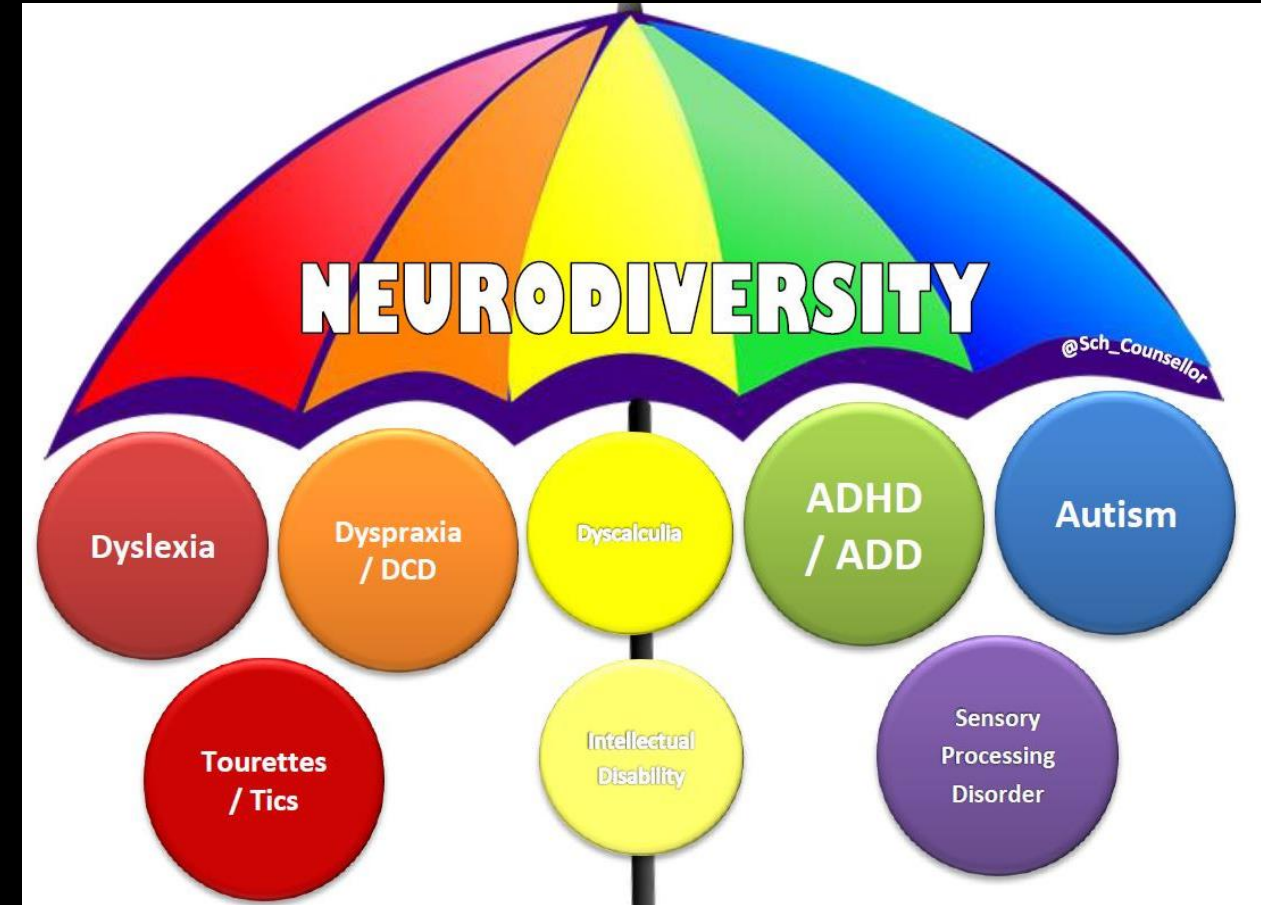 NEURODIVERSITY
@Sch_Counsellor
Dyslexia
Dyspraxia
/ DCD
Dyscalculia
ADHD
/ ADD
Autism
Tourettes
/ Tics
Intellectual
Disability
Sensory
Processing
Disorder